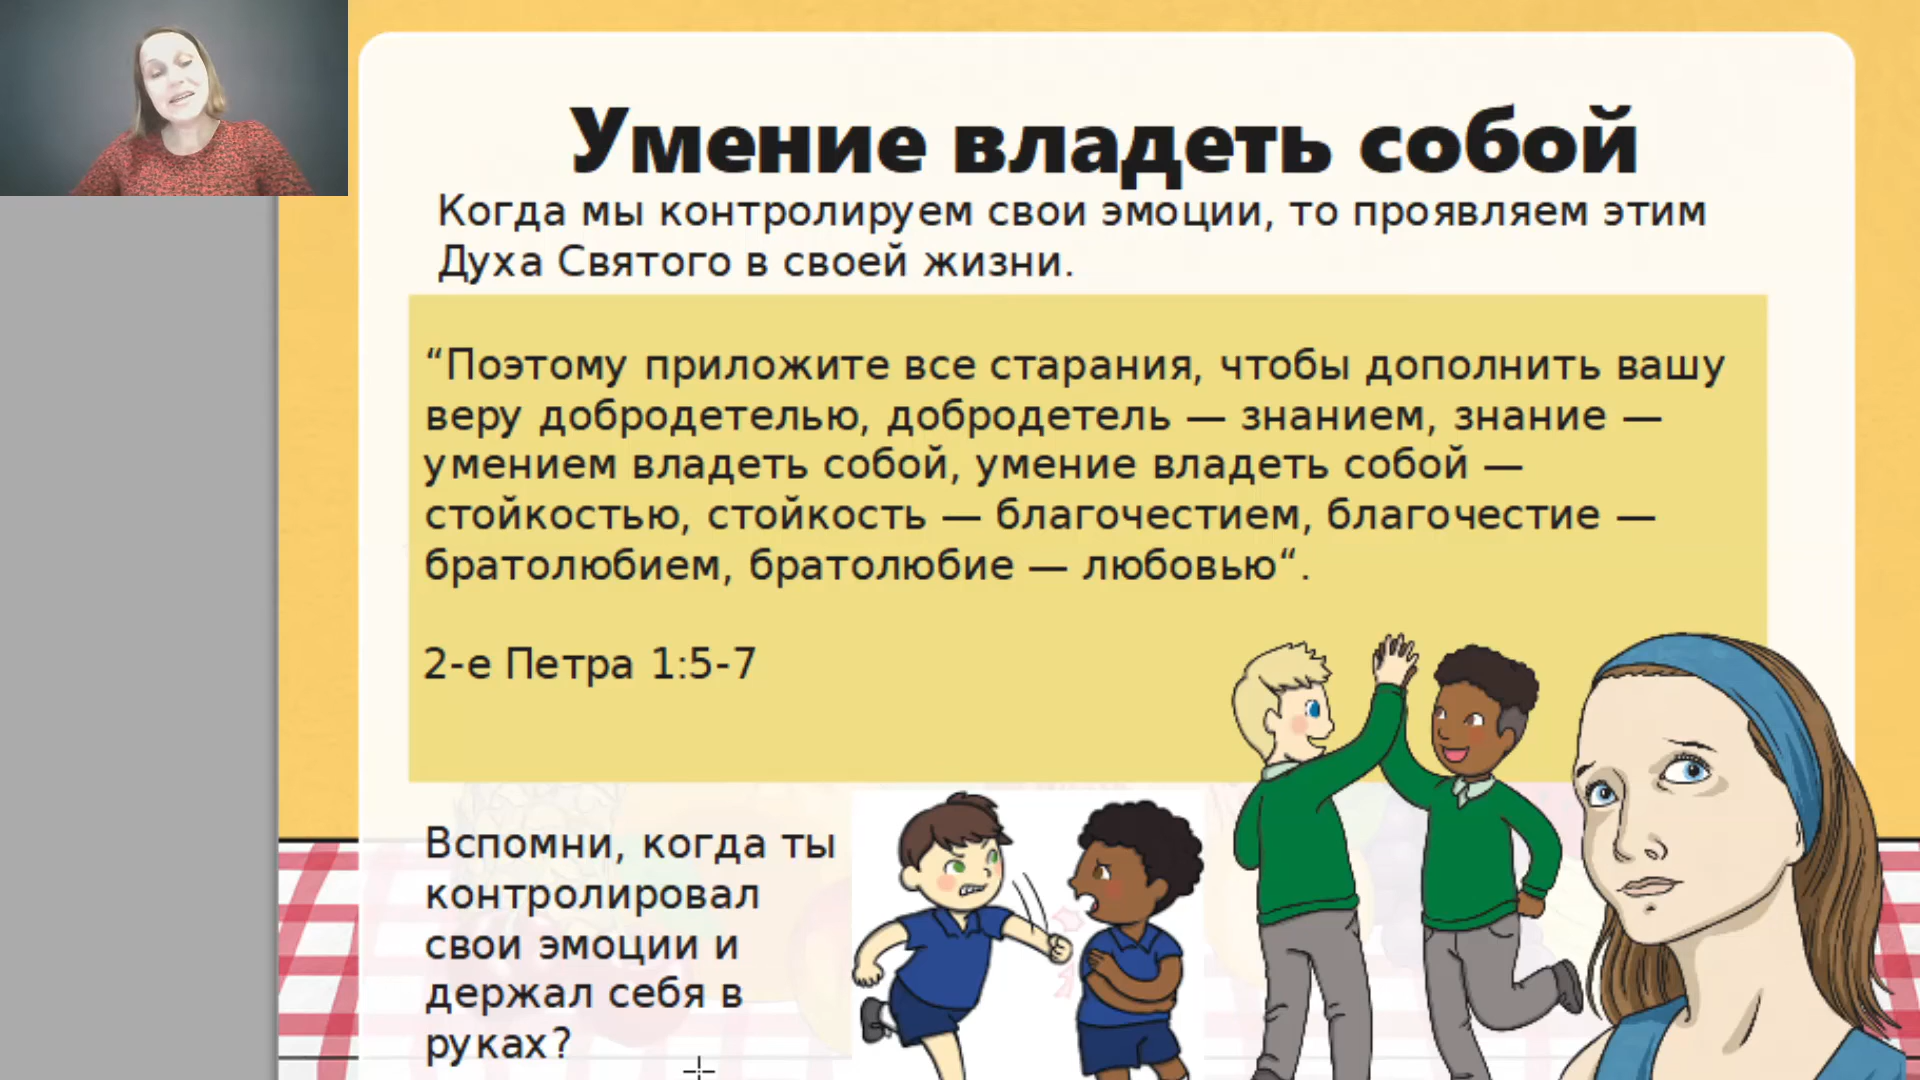 Умение владеть собой
Когда мы контролируем свои эмоции, то проявляем этим
Духа Святого в своей жизни.
“Поэтому приложите все старания, чтобы дополнить вашу
веру добродетелью, добродетель — знанием, знание —
умением владеть собой, умение владеть собой —
стойкостью, стойкость — благочестием, благочестие —
братолюбием, братолюбие — любовью“.
2-е Петра 1:5-7
Вспомни, когда ты
контролировал
свои эмоции и
держал себя в
руках?